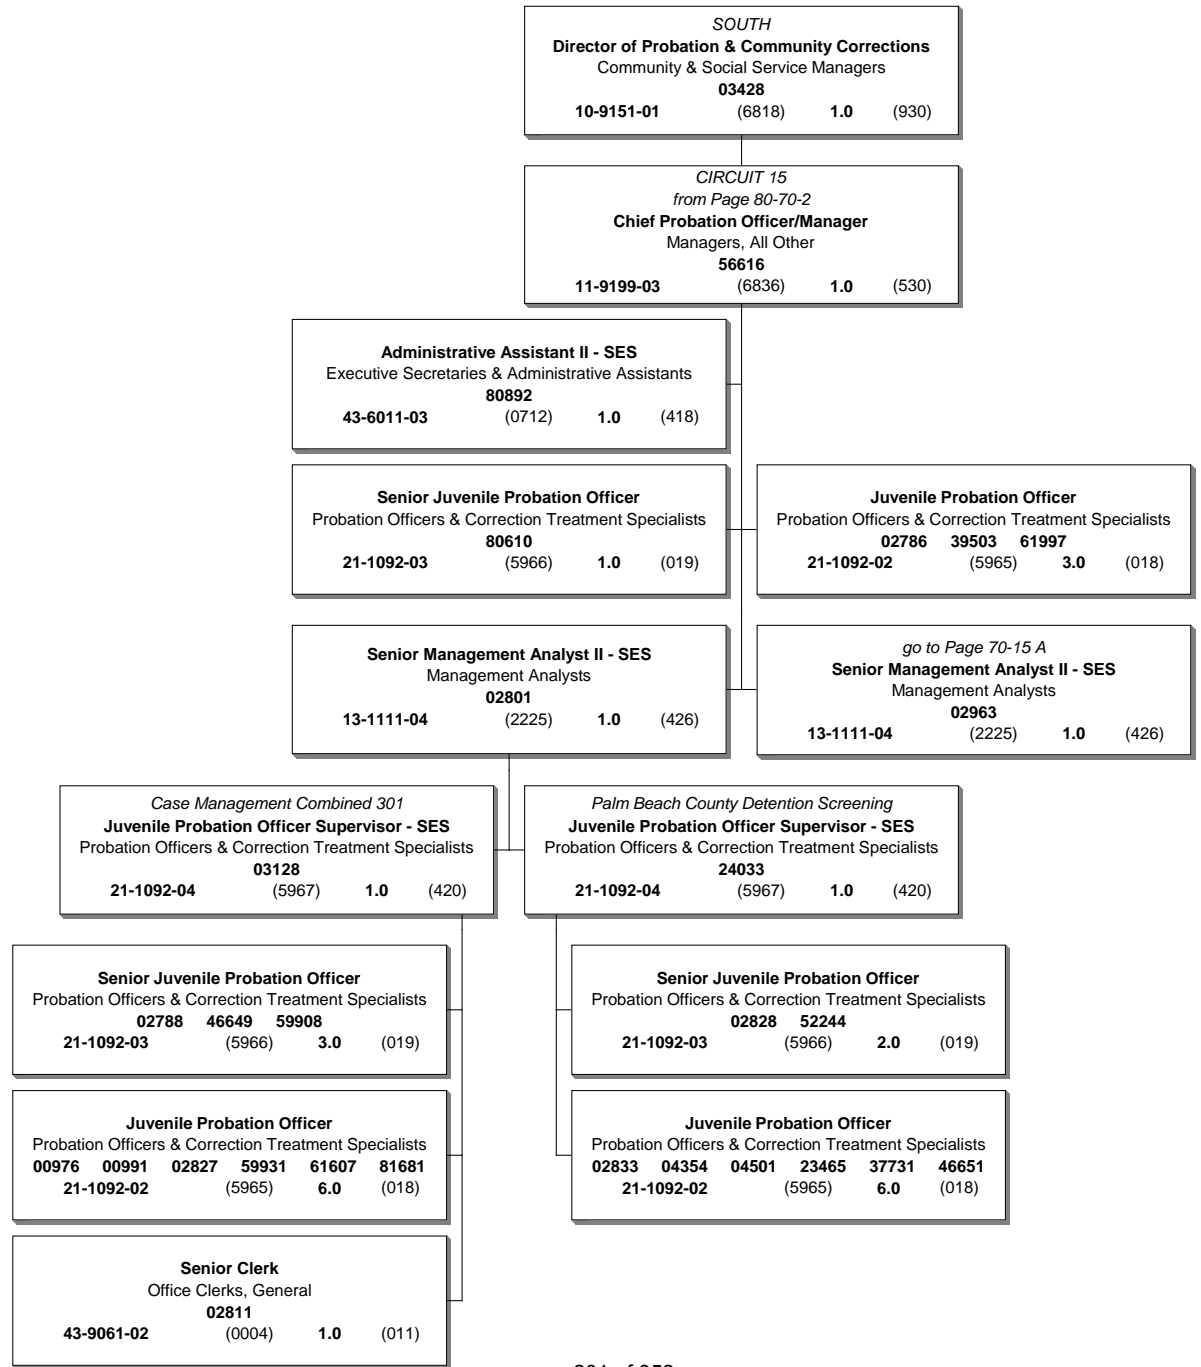 SOUTH
Director of Probation & Community Corrections
Community & Social Service Managers
03428
10-9151-01 (6818) 1.0 (930)
CIRCUIT 15
from Page 80-70-2
Chief Probation Officer/Manager
Managers, All Other
56616
11-9199-03 (6836) 1.0 (530)
Administrative Assistant II - SES
Executive Secretaries & Administrative Assistants
80892
43-6011-03 (0712) 1.0 (418)
Senior Juvenile Probation Officer
Probation Officers & Correction Treatment Specialists
80610
21-1092-03 (5966) 1.0 (019)
Juvenile Probation Officer
Probation Officers & Correction Treatment Specialists
02786 39503 61997
21-1092-02 (5965) 3.0 (018)
Senior Management Analyst II - SES
Management Analysts
02801
13-1111-04 (2225) 1.0 (426)
go to Page 70-15 A
Senior Management Analyst II - SES
Management Analysts
02963
13-1111-04 (2225) 1.0 (426)
Case Management Combined 301
Juvenile Probation Officer Supervisor - SES
Probation Officers & Correction Treatment Specialists
03128
21-1092-04 (5967) 1.0 (420)
Palm Beach County Detention Screening
Juvenile Probation Officer Supervisor - SES
Probation Officers & Correction Treatment Specialists
24033
21-1092-04 (5967) 1.0 (420)
Senior Juvenile Probation Officer
Probation Officers & Correction Treatment Specialists
02788 46649 59908
21-1092-03 (5966) 3.0 (019)
Senior Juvenile Probation Officer
Probation Officers & Correction Treatment Specialists
02828 52244
21-1092-03 (5966) 2.0 (019)
Juvenile Probation Officer
Probation Officers & Correction Treatment Specialists
00976 00991 02827 59931 61607 81681
21-1092-02 (5965) 6.0 (018)
Juvenile Probation Officer
Probation Officers & Correction Treatment Specialists
02833 04354 04501 23465 37731 46651
21-1092-02 (5965) 6.0 (018)
Senior Clerk
Office Clerks, General
02811
43-9061-02 (0004) 1.0 (011)